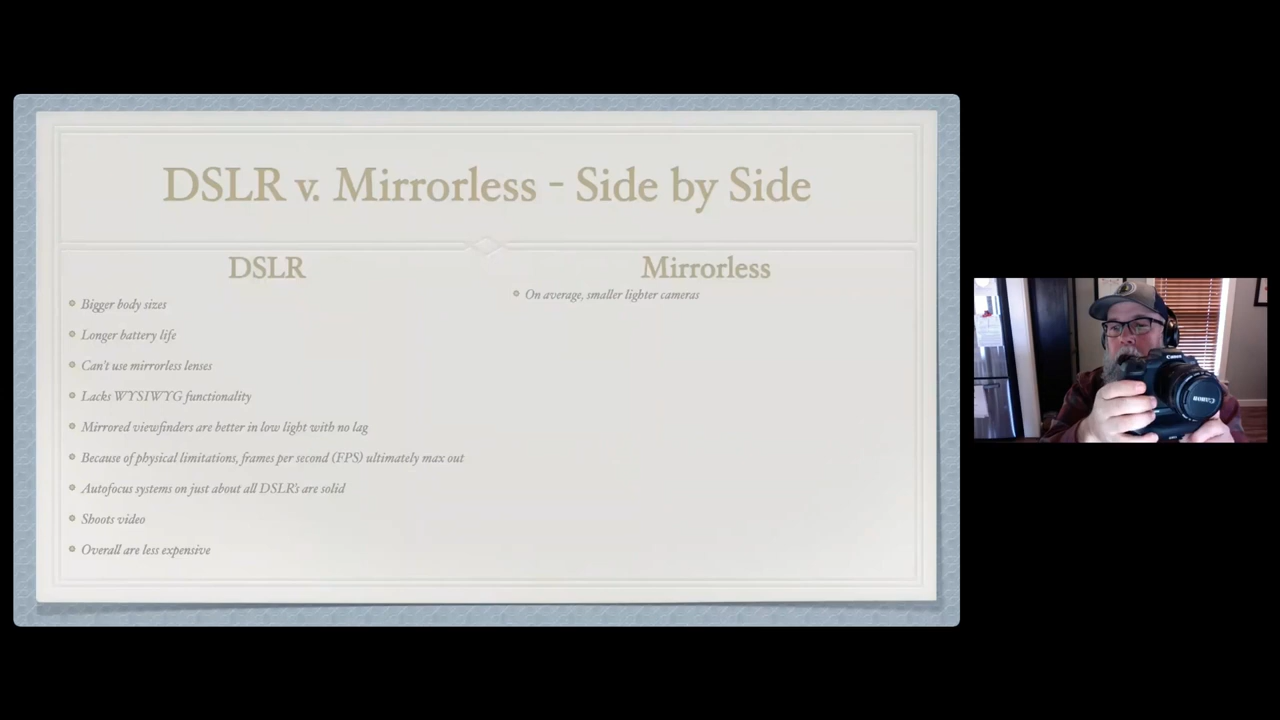 DSLR v. Mirrorless - Side by Side
DSLR
Bigger body sizes
Longer battery life
Can't use mirrorless lenses
Lacks WYSIWYG functionality
Mirrored viewfinders are better in low light with no lag
Because of physical limitations, frames per second (FPS) ultimately max out
Autofocus systems on just about all DSLR's are solid
Shoots video
Overall are less expensive
Mirrorless
On average, smaller lighter cameras
Canon
Canon